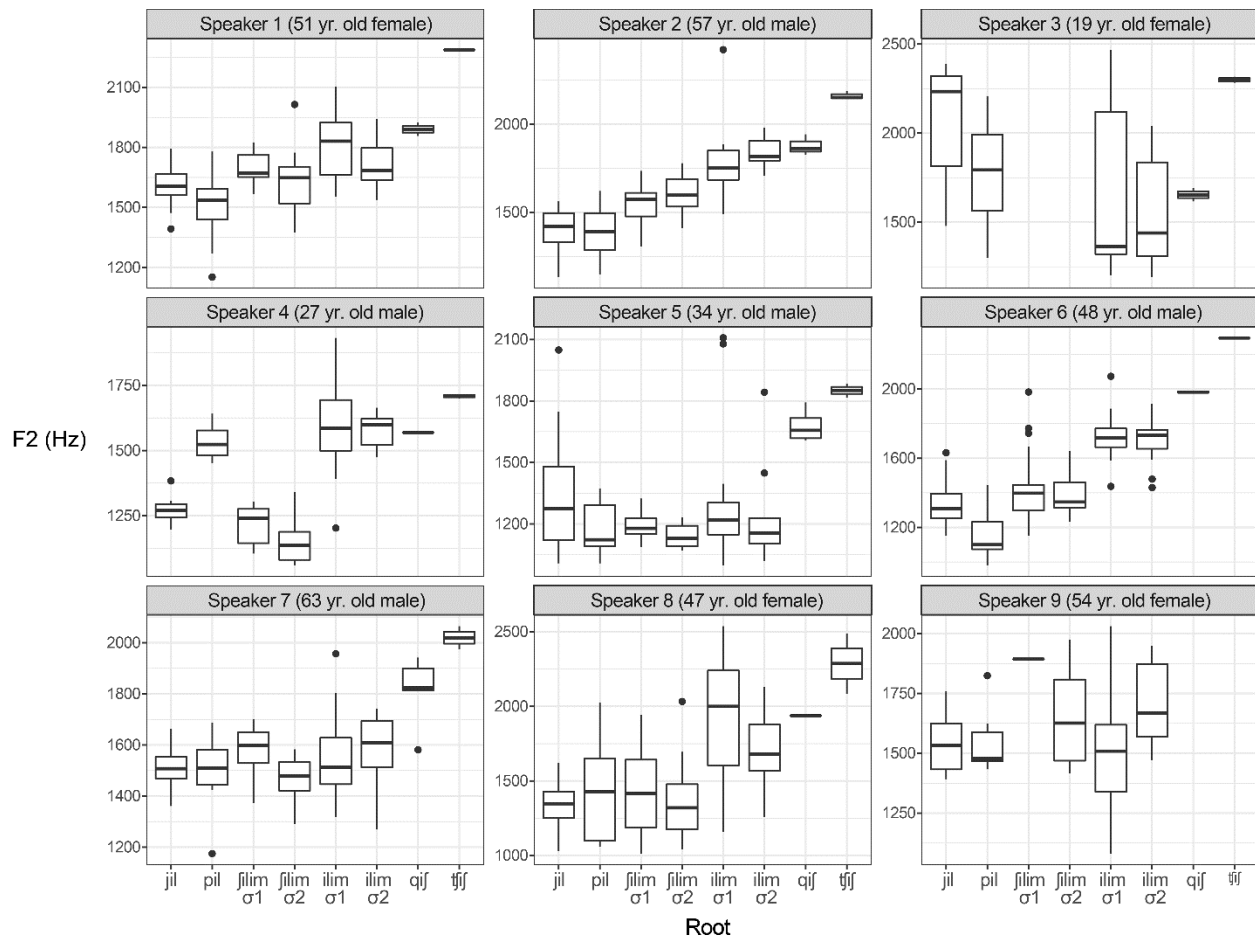 Speaker 1 (51 yr. old female)
2100
1800
1500
1200
Speaker 2 (57 yr. old male)
2000
1500
Speaker 3 (19 yr. old female)
2500
2000
1500
Speaker 4 (27 yr. old male)
1750
1500
1250
Speaker 5 (34 yr. old male)
2100
1800
1500
1200
Speaker 6 (48 yr. old male)
2000
1600
1200
F2 (Hz)
Speaker 7 (63 yr. old male)
2000
1800
1600
1400
1200
Speaker 8 (47 yr. old female)
2500
2000
1500
1000
Speaker 9 (54 yr. old female)
2000
1750
1500
1250
jil pil ʃilim ʃilim ilim ilim qiʃ tʃiʃ
σ1 σ2 σ1 σ2
jil pil ʃilim ʃilim ilim ilim qiʃ tʃiʃ
σ1 σ2 σ1 σ2
jil pil ʃilim ʃilim ilim ilim qiʃ tʃiʃ
σ1 σ2 σ1 σ2
Root